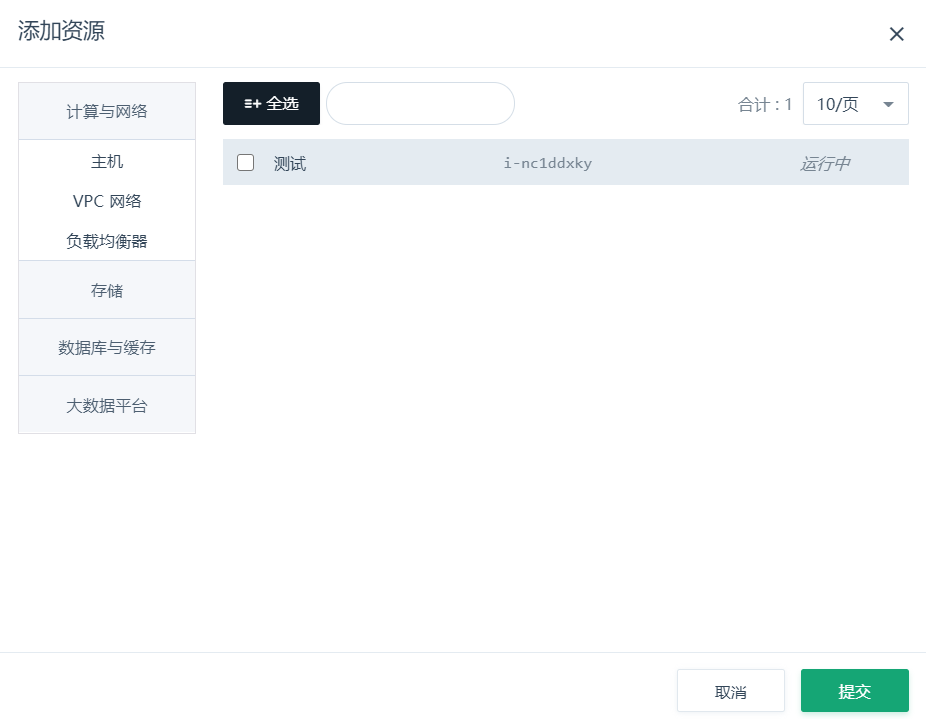 添加资源
计算与网络
主机
VPC 网络
负载均衡器
存储
数据库与缓存
大数据平台
全选
合计 : 1
10/页
测试 i-nc1ddxky 运行中
取消
提交